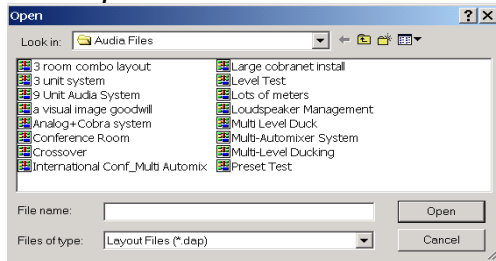 Open
Look in: Audia Files
3 room combo layout
3 unit system
9 Unit Audia System
a visual image goodwill
Analog+Cobra system
Conference Room
Crossover
International Conf_Multi Automix
Large cobranet install
Level Test
Lots of meters
Loudspeaker Management
Multi Level Duck
Multi-Automixer System
Multi-Level Ducking
Preset Test
File name:
Open
Files of type: Layout Files (*.dap)
Cancel